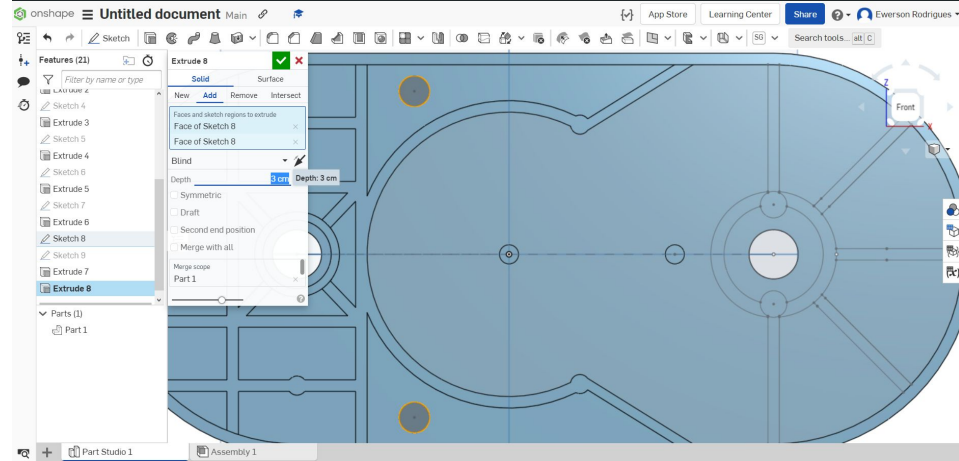 onshape Untitled document Main App Store Learning Center Share Ewerson Rodrigues
Sketch SG Search tools... alt C
Features (21)
Filter by name or type
Extrude 2
Sketch 4
Extrude 3
Sketch 5
Extrude 4
Sketch 6
Extrude 5
Sketch 7
Extrude 6
Sketch 8
Sketch 9
Extrude 7
Extrude 8
Parts (1)
Part 1
Extrude 8
Solid Surface
New Add Remove Intersect
Faces and sketch regions to extrude
Face of Sketch 8
Face of Sketch 8
Blind
Depth 3 cm Depth: 3 cm
Symmetric
Draft
Second end position
Merge with all
Merge scope
Part 1
Z
Front
X
Part Studio 1 Assembly 1